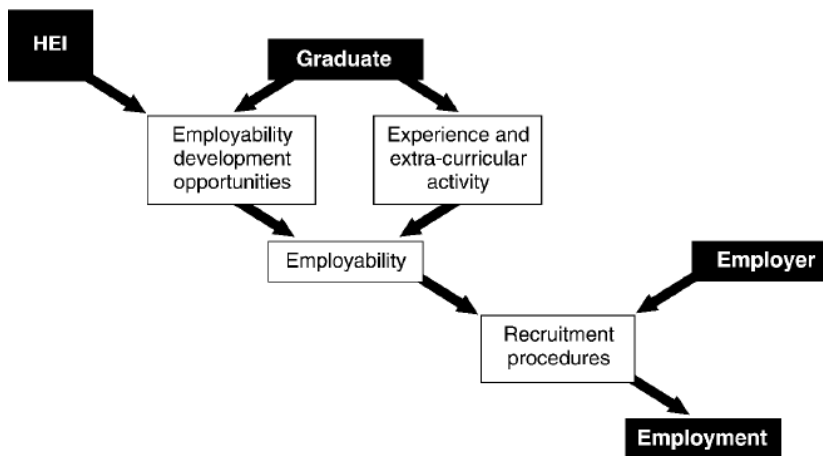 HEI
Graduate
Employability
development
opportunities
Experience and
extra-curricular
activity
Employability
Employer
Recruitment
procedures
Employment